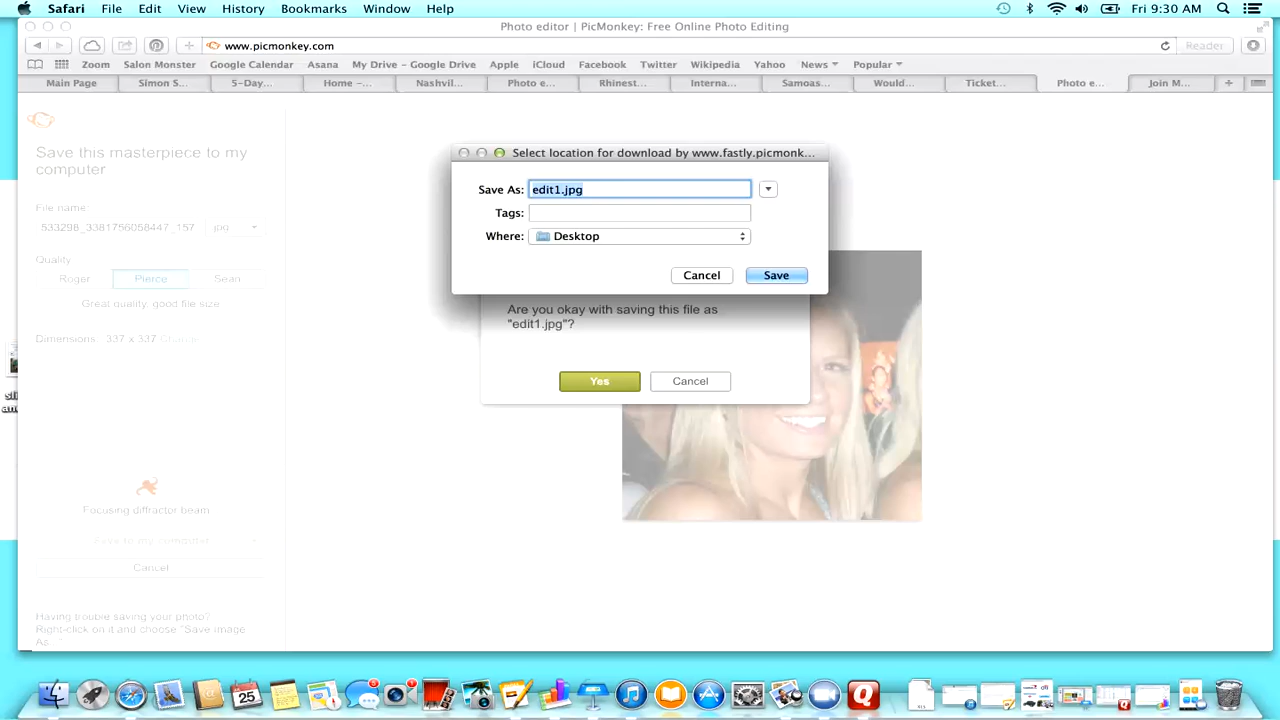 Safari File Edit View History Bookmarks Window Help Fri 9:30 AM
Photo editor | PicMonkey: Free Online Photo Editing
www.picmonkey.com Reader
Zoom Salon Monster Google Calendar Asana My Drive – Google Drive Apple iCloud Facebook Twitter Wikipedia Yahoo News Popular
Main Page Simon S... 5-Day... Home –... Nashvil... Photo e... Rhinest... Interna... Samoas... Would... Ticket... Photo e... Join M...
Save this masterpiece to my
computer
File name:
533298_3381756058447_157 jpg
Quality
Roger Pierce Sean
Great quality, good file size
Dimensions: 337 x 337 Change
Focusing diffractor beam
Save to my computer
Cancel
Having trouble saving your photo?
Right-click on it and choose "Save Image
As..."
Select location for download by www.fastly.picmonk...
Save As: edit1.jpg
Tags:
Where: Desktop
Cancel Save
Are you okay with saving this file as
"edit1.jpg"?
Yes Cancel
25